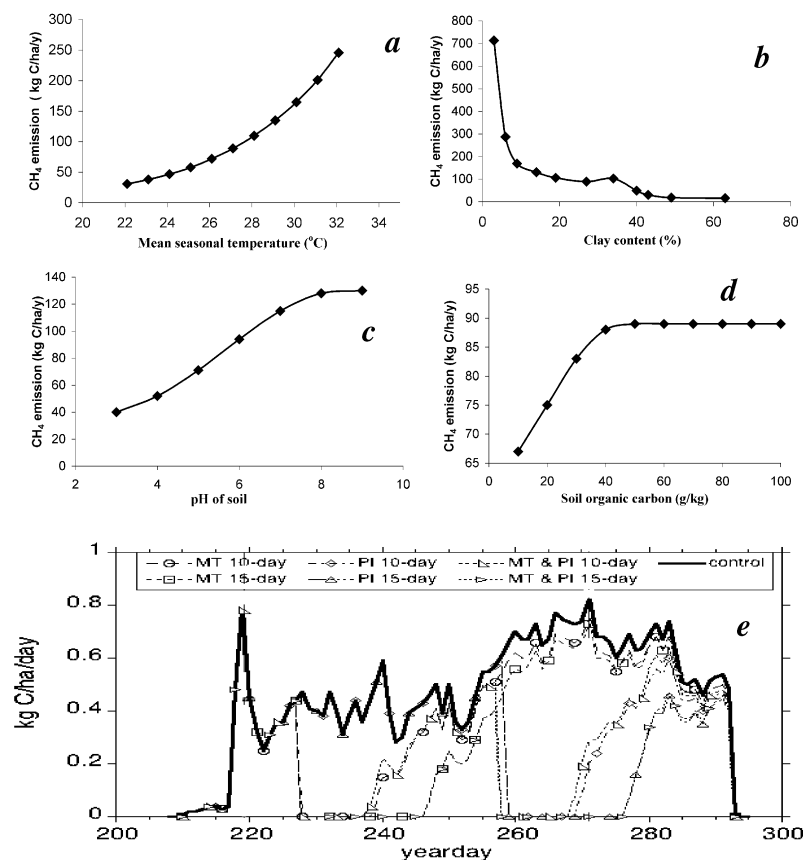 a
CH4 emission ( kg C/ha/y)
300
250
200
150
100
50
0
20 22 24 26 28 30 32 34
Mean seasonal temperature (oC)
b
CH4 emission (kg C/ha/y)
800
700
600
500
400
300
200
100
0
0 20 40 60 80
Clay content (%)
c
CH4 emission (kg C/ha/y)
140
120
100
80
60
40
20
0
2 4 6 8 10
pH of soil
d
CH4 emission (kg C/ha/y)
95
90
85
80
75
70
65
0 20 40 60 80 100
Soil organic carbon (g/kg)
e
kg C/ha/day
1
0.8
0.6
0.4
0.2
0
MT 10-day PI 10-day MT & PI 10-day control
MT 15-day PI 15-day MT & PI 15-day
200 220 240 260 280 300
yearday